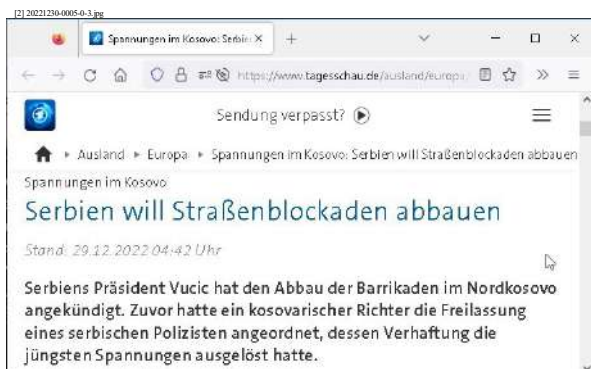 [2] 20221230-0005-0-3.jpg
Spannungen im Kosovo: Serbie
https://www.tagesschau.de/ausland/europa
Sendung verpasst?
Ausland Europa Spannungen im Kosovo: Serbien will Straßenblockaden abbauen
Spannungen im Kosovo
Serbien will Straßenblockaden abbauen
Stand: 29.12.2022 04:42 Uhr
Serbiens Präsident Vucic hat den Abbau der Barrikaden im Nordkosovo
angekündigt. Zuvor hatte ein kosovarischer Richter die Freilassung
eines serbischen Polizisten angeordnet, dessen Verhaftung die
jüngsten Spannungen ausgelöst hatte.